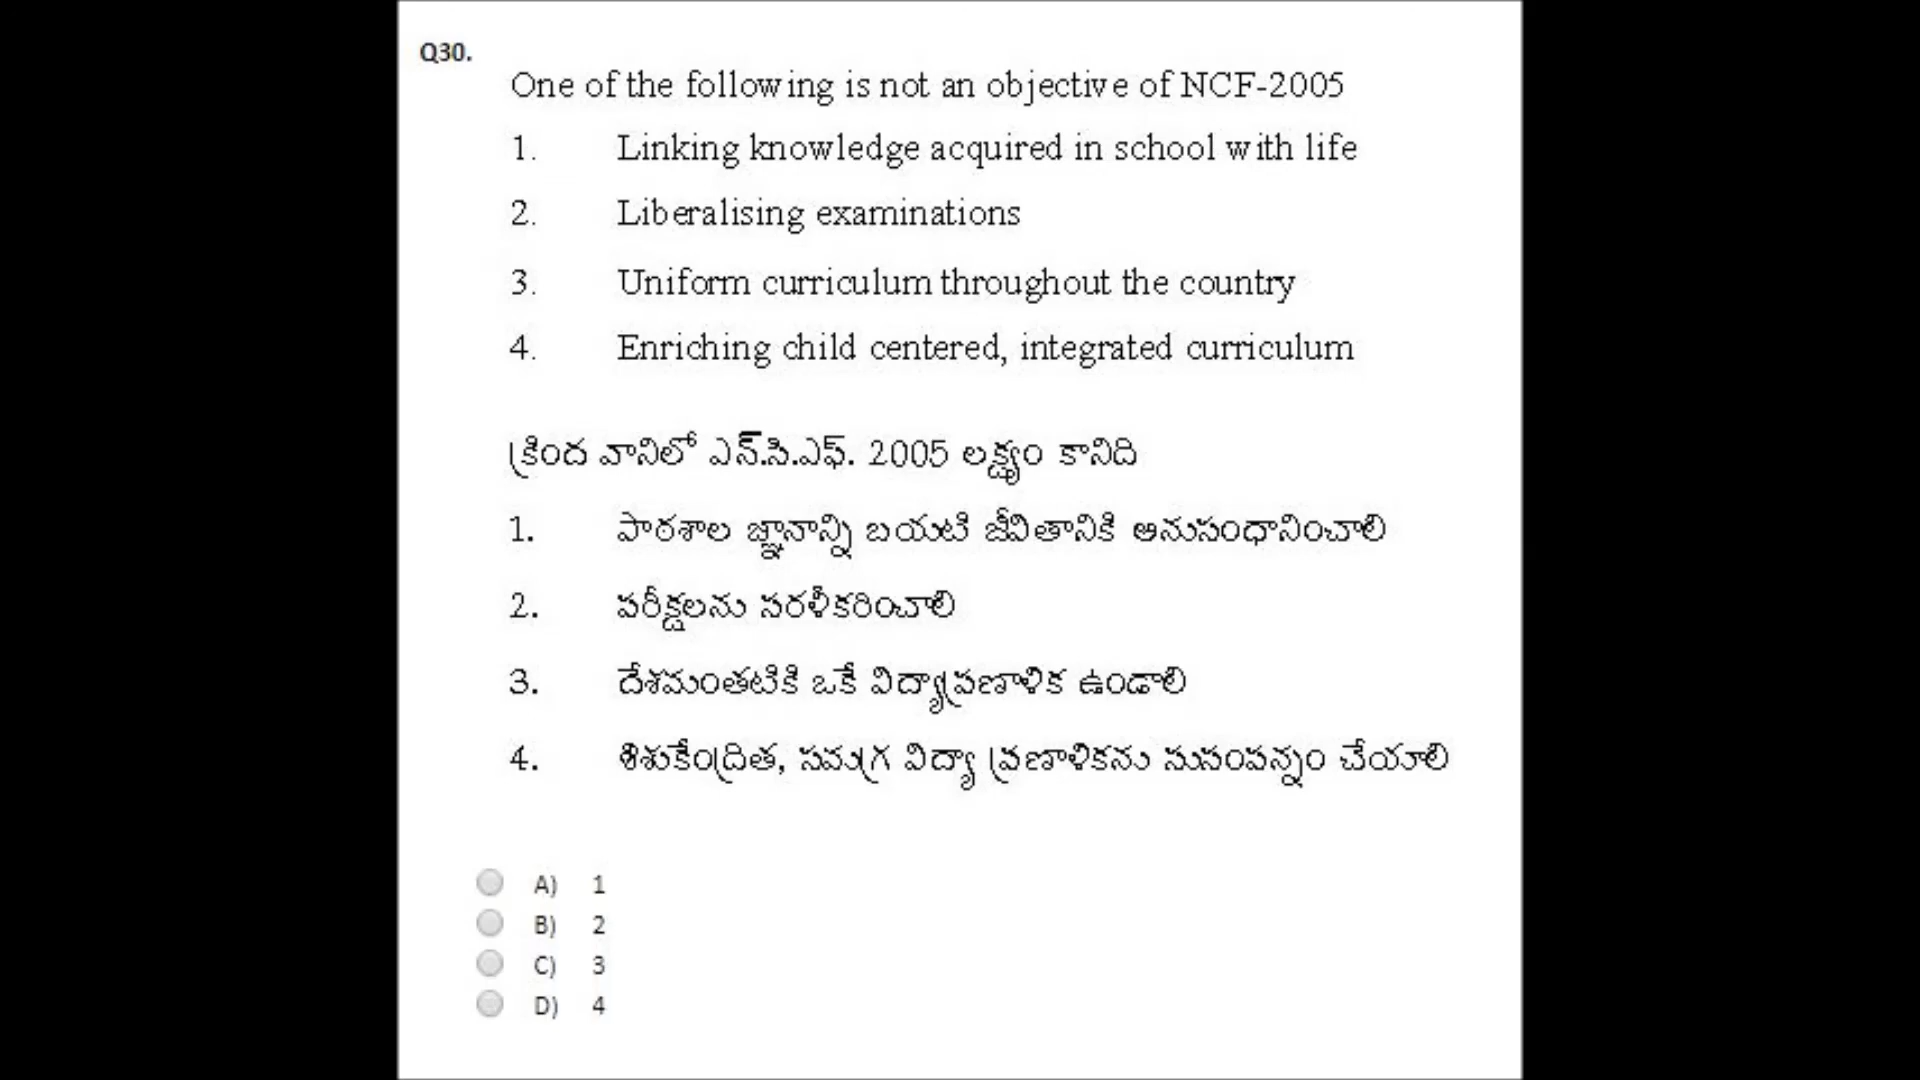 Q30.
One of the following is not an objective of NCF-2005
1. Linking knowledge acquired in school with life
2. Liberalising examinations
3. Uniform curriculum throughout the country
4. Enriching child centered, integrated curriculum
క్రింద వానిలో ఎన్.సి.ఎఫ్. 2005 లక్ష్యం కానిది
1. పాఠశాల జ్ఞానాన్ని బయటి జీవితానికి అనుసంధానించాలి
2. పరీక్షలను సరళీకరించాలి
3. దేశమంతటికి ఒకే విద్యాప్రణాళిక ఉండాలి
4. శిశుకేంద్రిత, సమగ్ర విద్యా ప్రణాళికను సుసంపన్నం చేయాలి
A) 1
B) 2
C) 3
D) 4